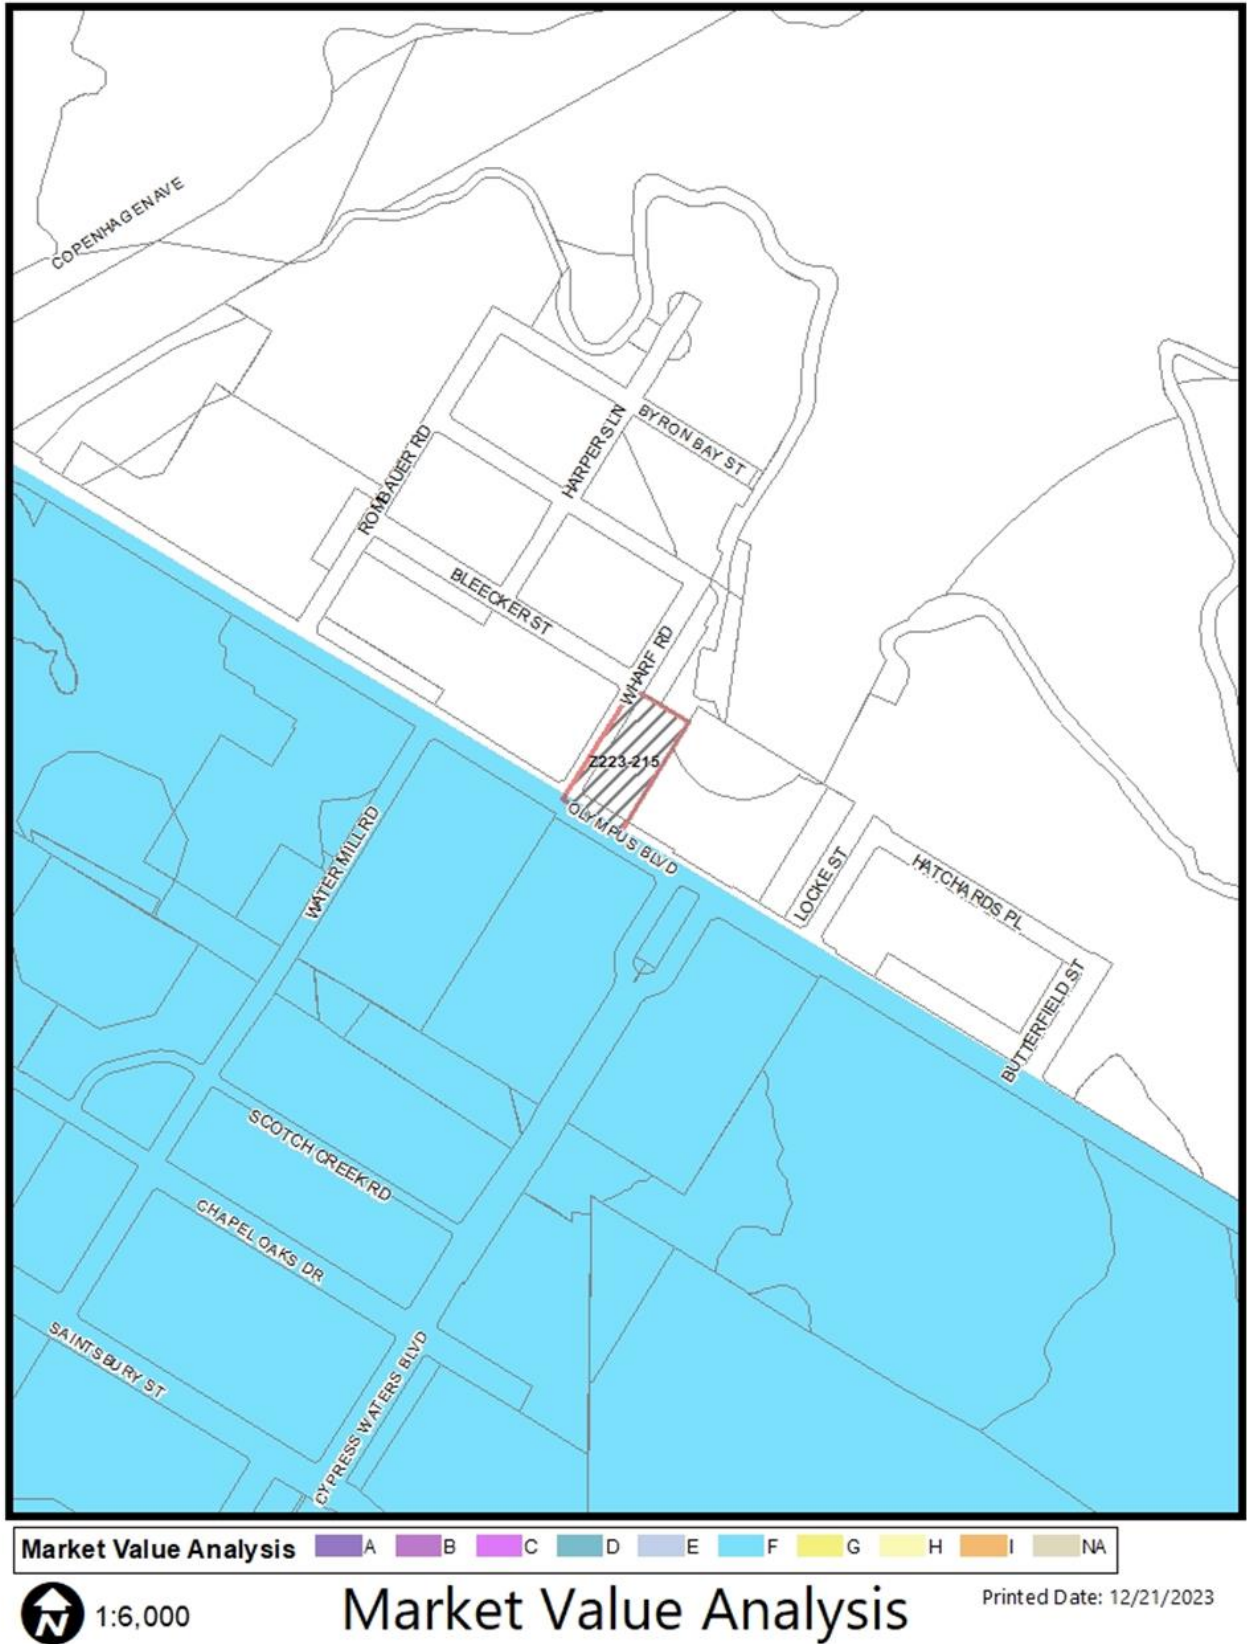 COPENHAGEN AVE
BYRON BAY ST
HARPERS LN
ROMBAUER RD
BLEECKER ST
WHARF RD
Z223-215
OLYMPUS BLVD
WATER MILL RD
LOCKE ST
HATCHARDS PL
BUTTERFIELD ST
SCOTCH CREEK RD
CHAPEL OAKS DR
SAINTSBURY ST
CYPRESS WATERS BLVD
Market Value Analysis A B C D E F G H I NA
N 1:6,000
Market Value Analysis
Printed Date: 12/21/2023